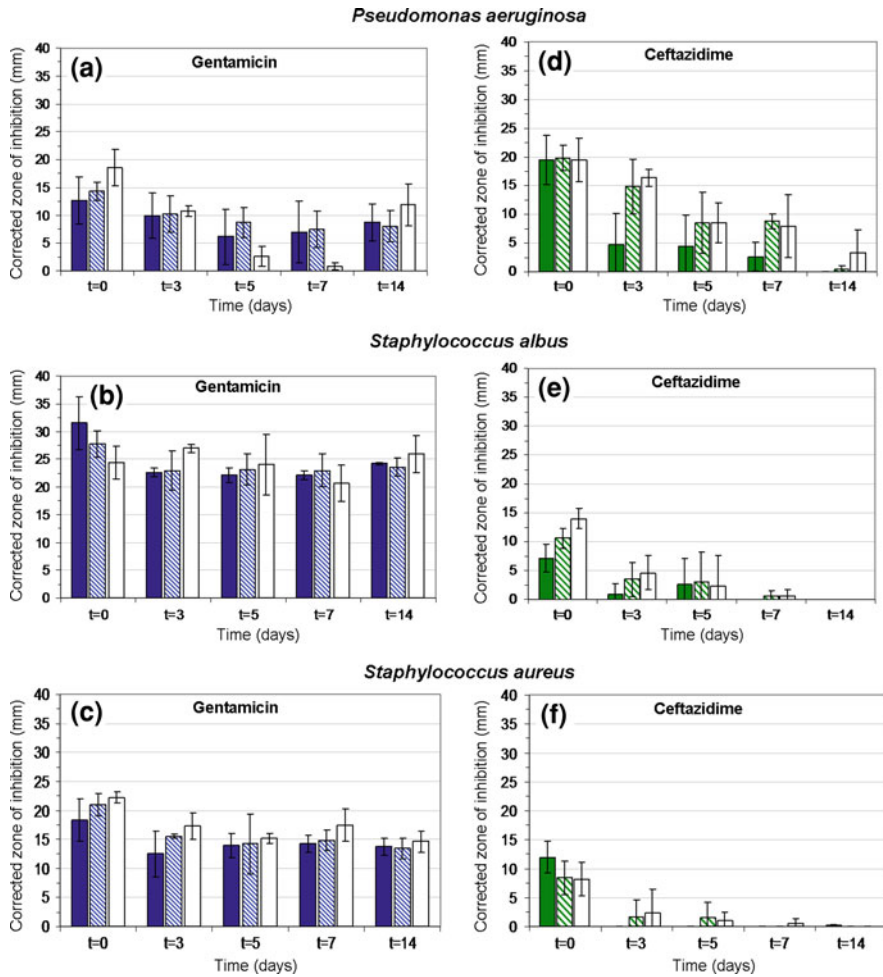 Pseudomonas aeruginosa
(a)
Gentamicin
Corrected zone of inhibition (mm)
40
35
30
25
20
15
10
5
0
t=0 t=3 t=5 t=7 t=14
Time (days)
(d)
Ceftazidime
Corrected zone of inhibition (mm)
40
35
30
25
20
15
10
5
0
t=0 t=3 t=5 t=7 t=14
Time (days)
Staphylococcus albus
(b)
Gentamicin
Corrected zone of inhibition (mm)
40
35
30
25
20
15
10
5
0
t=0 t=3 t=5 t=7 t=14
Time (days)
(e)
Ceftazidime
Corrected zone of inhibition (mm)
40
35
30
25
20
15
10
5
0
t=0 t=3 t=5 t=7 t=14
Time (days)
Staphylococcus aureus
(c)
Gentamicin
Corrected zone of inhibition (mm)
40
35
30
25
20
15
10
5
0
t=0 t=3 t=5 t=7 t=14
Time (days)
(f)
Ceftazidime
Corrected zone of inhibition (mm)
40
35
30
25
20
15
10
5
0
t=0 t=3 t=5 t=7 t=14
Time (days)